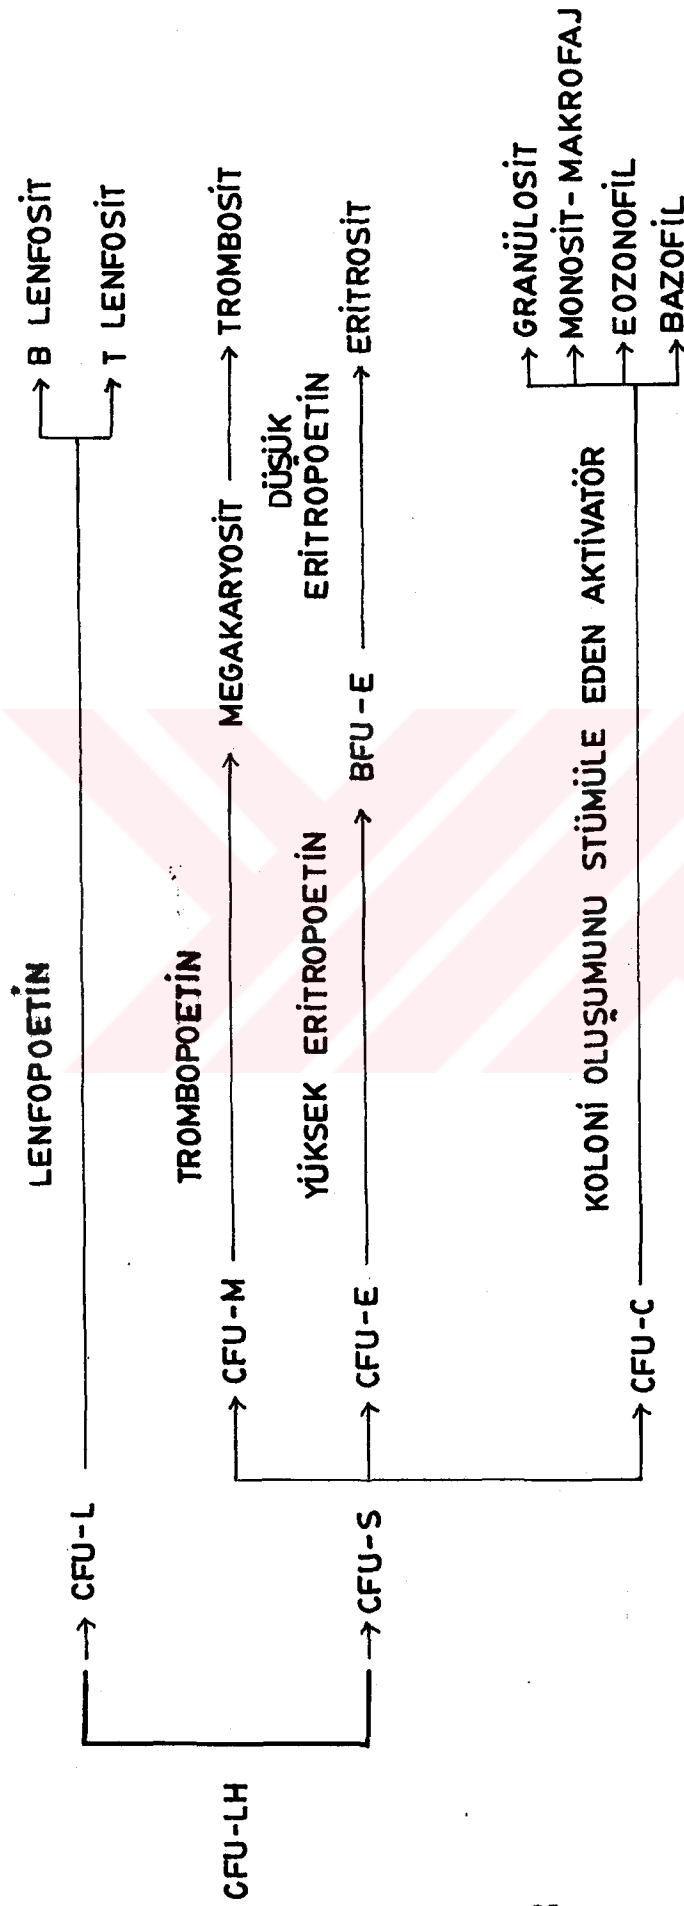 CFU-LH
CFU-L
LENFOPOETİN
B LENFOSİT
T LENFOSİT
CFU-S
CFU-M
TROMBOPOETİN
MEGAKARYOSİT
TROMBOSİT
CFU-E
YÜKSEK ERİTROPOETİN
BFU-E
DÜŞÜK
ERİTROPOETİN
ERİTROSİT
CFU-C
KOLONİ OLUŞUMUNU STÜMÜLE EDEN AKTİVATÖR
GRANÜLOSİT
MONOSİT-MAKROFAJ
EOZONOFİL
BAZOFİL